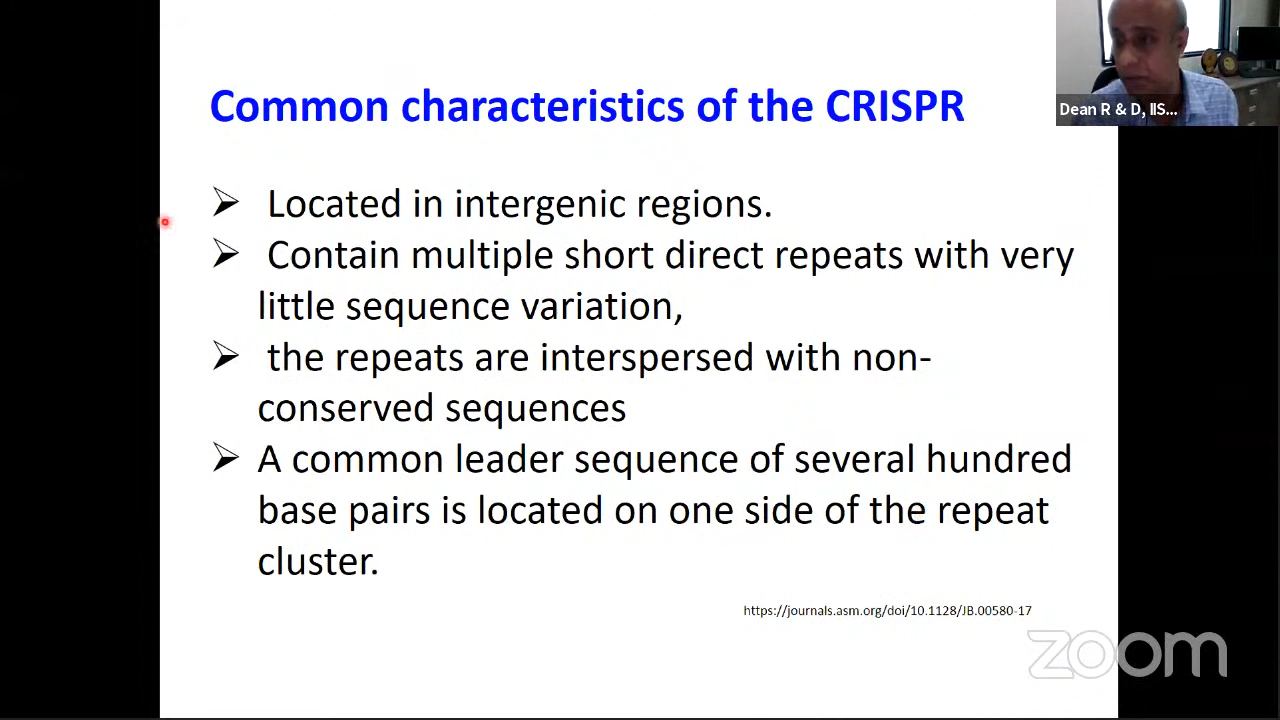 Common characteristics of the CRISPR
Dean R & D, IIS...
➢ Located in intergenic regions.
➢ Contain multiple short direct repeats with very
little sequence variation,
➢ the repeats are interspersed with non-
conserved sequences
➢ A common leader sequence of several hundred
base pairs is located on one side of the repeat
cluster.
https://journals.asm.org/doi/10.1128/JB.00580-17
zoom